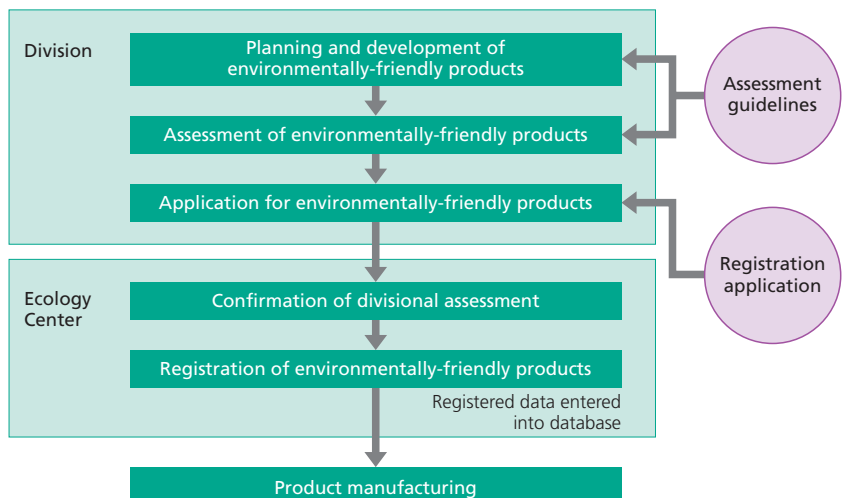 Division
Planning and development of
environmentally-friendly products
Assessment
guidelines
Assessment of environmentally-friendly products
Application for environmentally-friendly products
Registration
application
Ecology
Center
Confirmation of divisional assessment
Registration of environmentally-friendly products
Registered data entered
into database
Product manufacturing